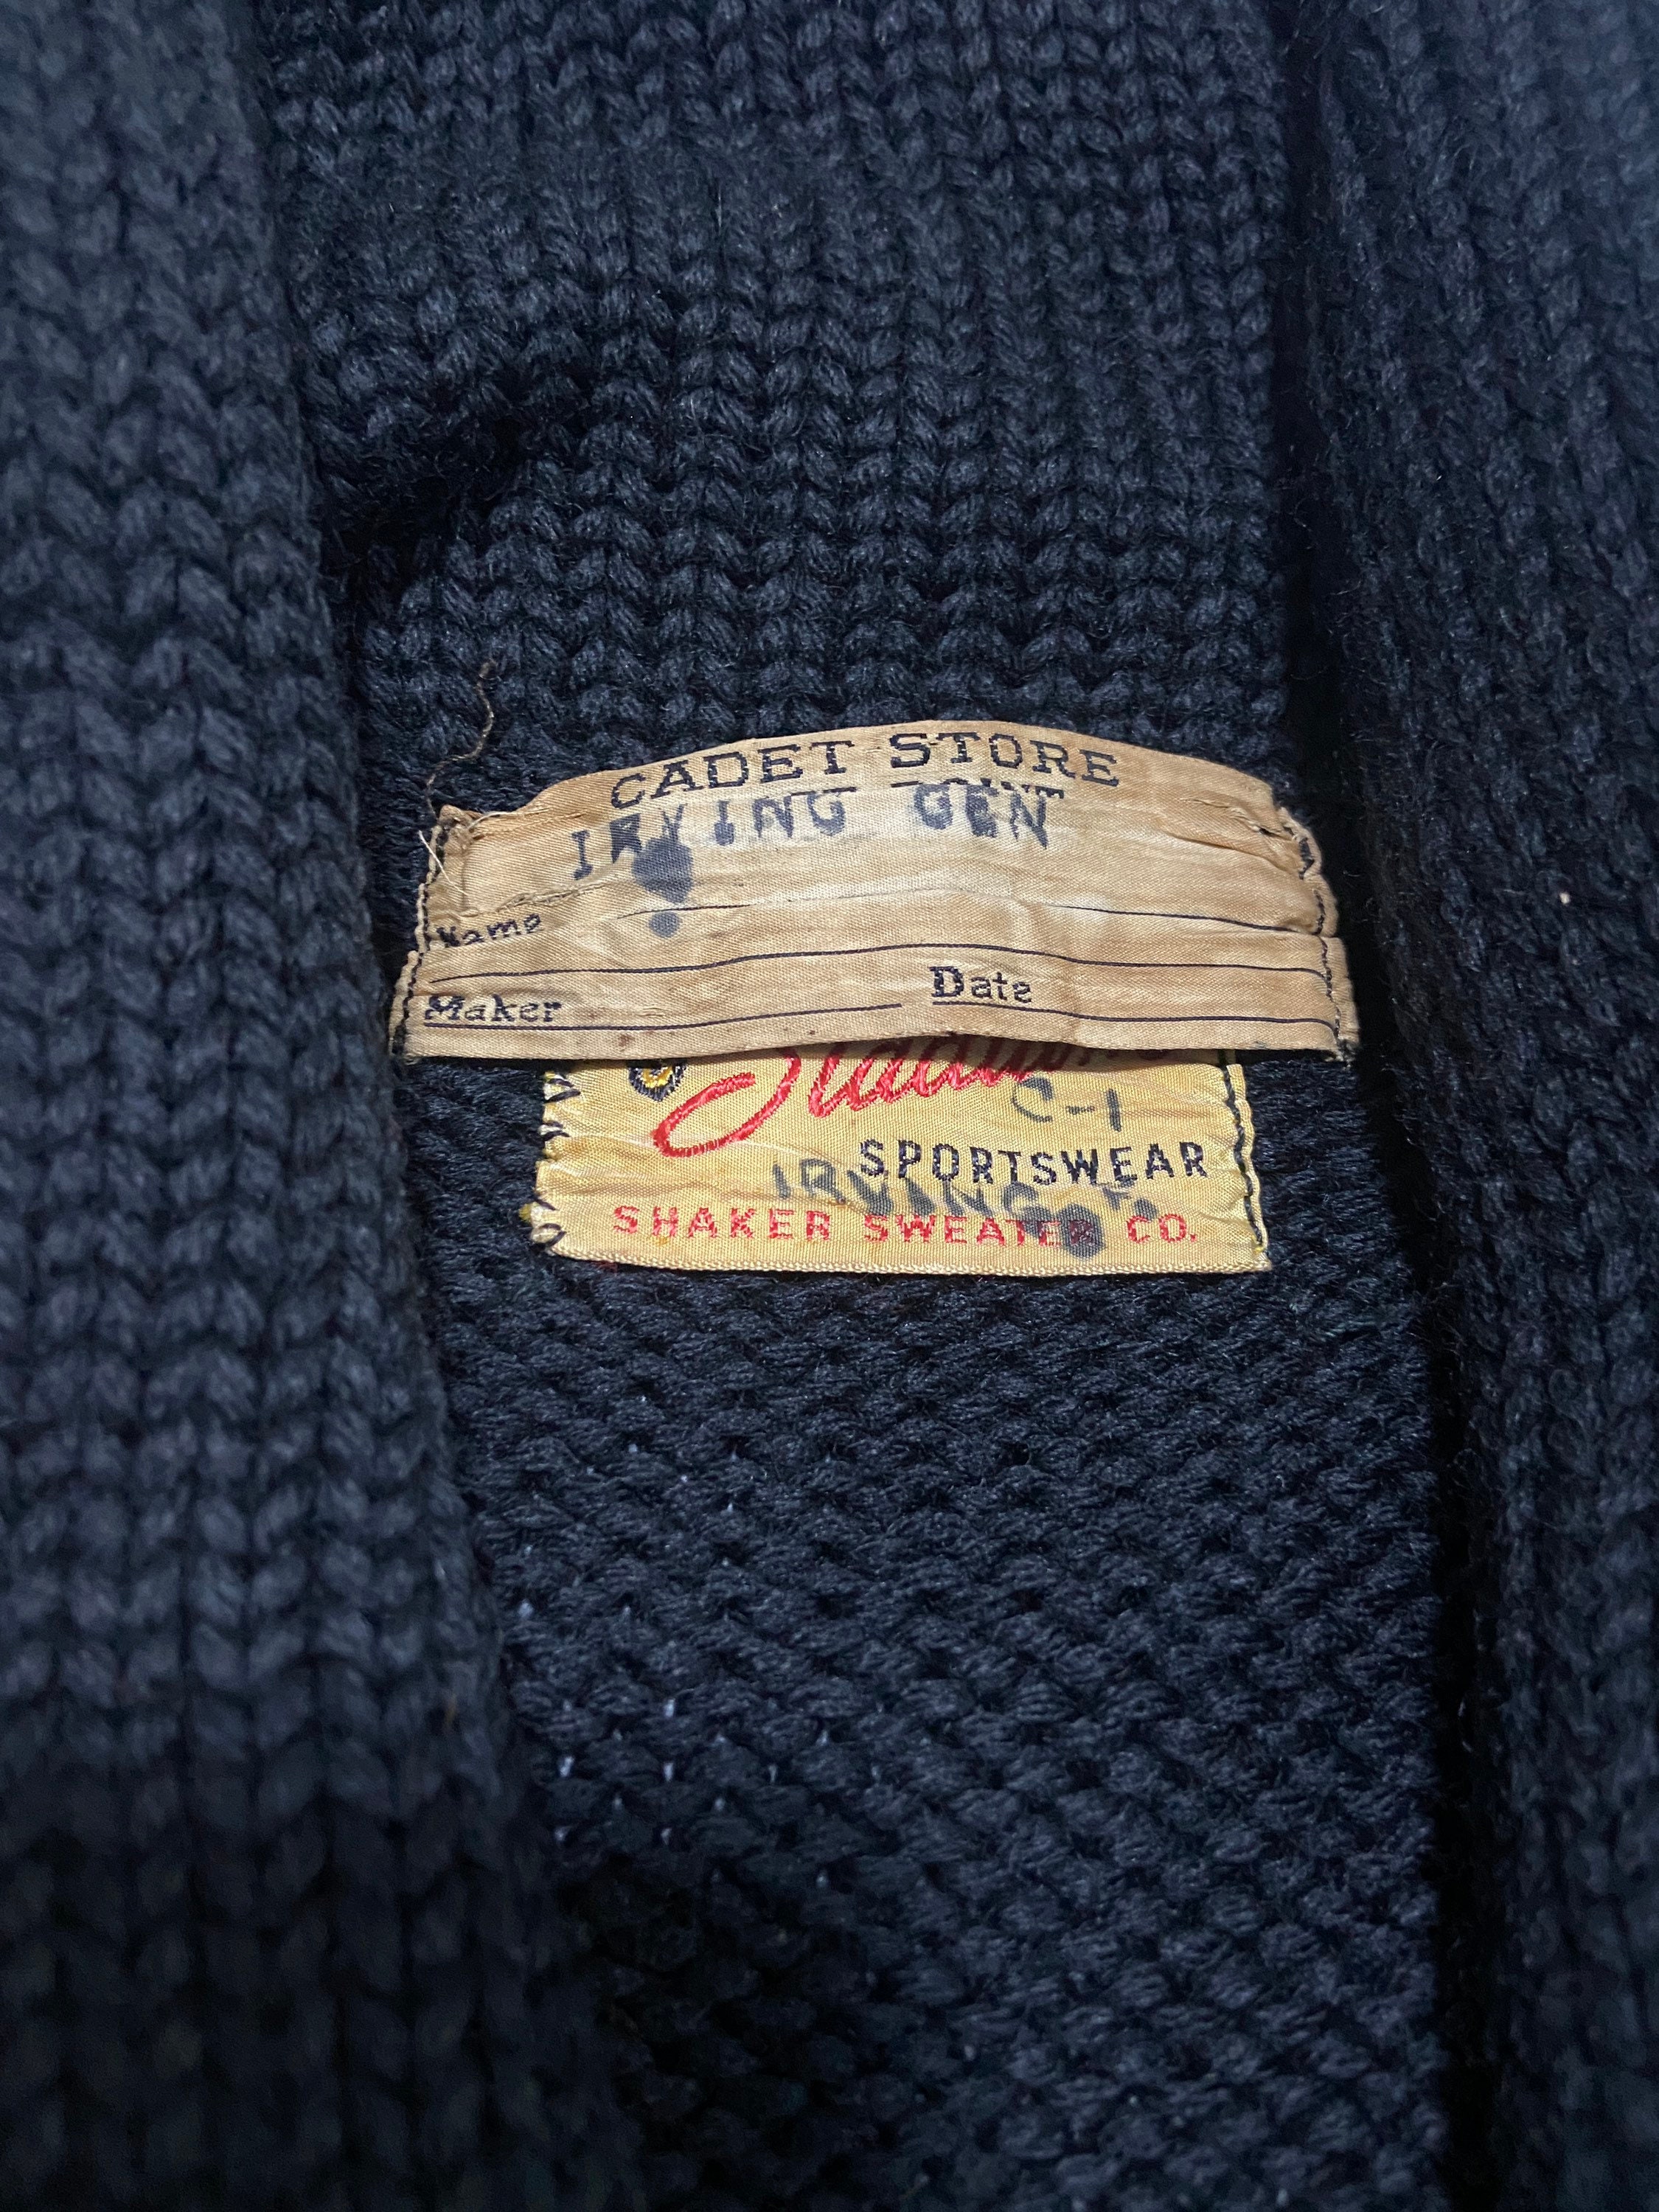 CADET STORE
IRVING GEN
Name
Maker Date
C-1
SPORTSWEAR
IRVING
SHAKER SWEATER CO.